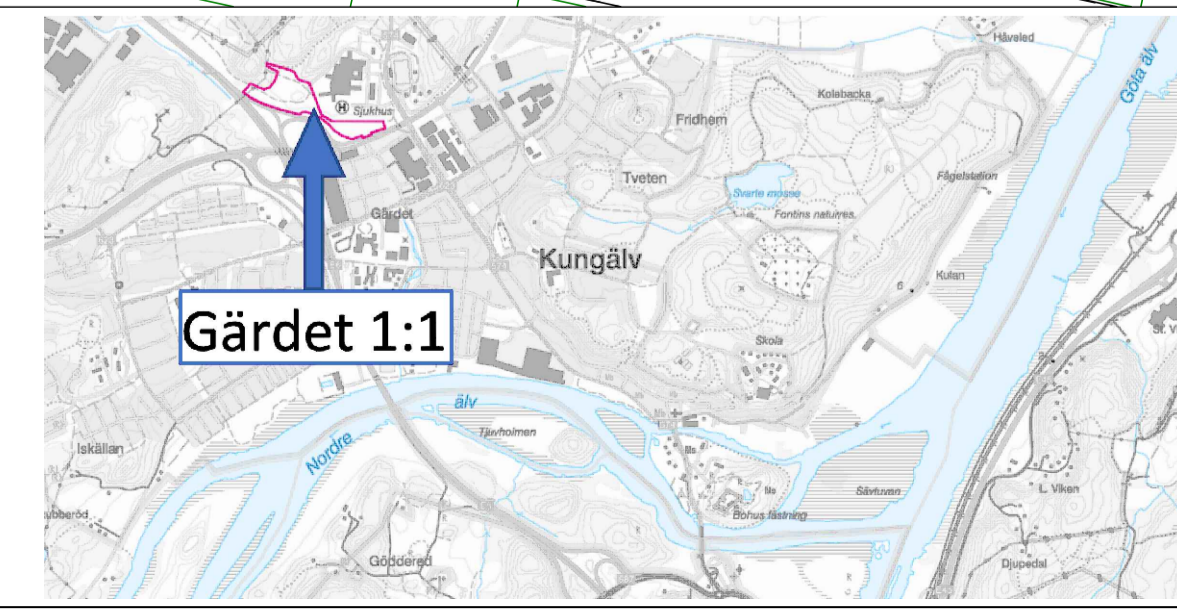 Håveled
Göta älv
Sjukhus
H
Kolabacka
Fridhem
Tveten
Svarte mosse
Fågelstation
Fontins naturres.
Gärdet
Kungälv
Kulan
Gärdet 1:1
Skola
älv
Tjuvholmen
Nordre
Iskällan
Sävtuvan
L. Viken
Bohus fästning
Göddered
Djupedal